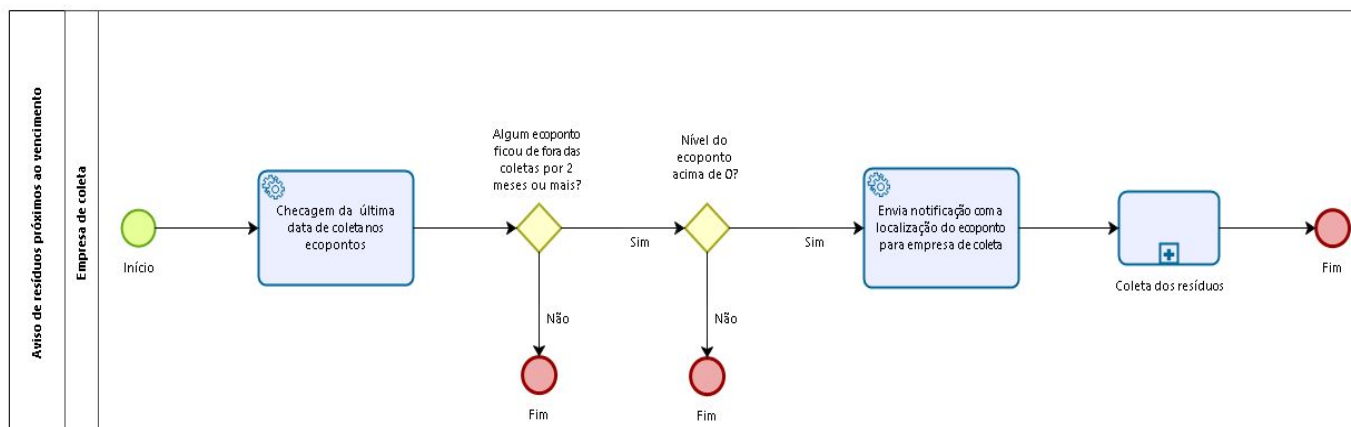 Aviso de resíduos próximos ao vencimento
Empresa de coleta
Início
Checagem da última
data de coleta nos
ecopontos
Algum ecoponto
ficou de fora das
coletas por 2
meses ou mais?
Sim
Não
Fim
Nível do
ecoponto
acima de 0?
Sim
Não
Fim
Envia notificação com a
localização do ecoponto
para empresa de coleta
Coleta dos resíduos
Fim